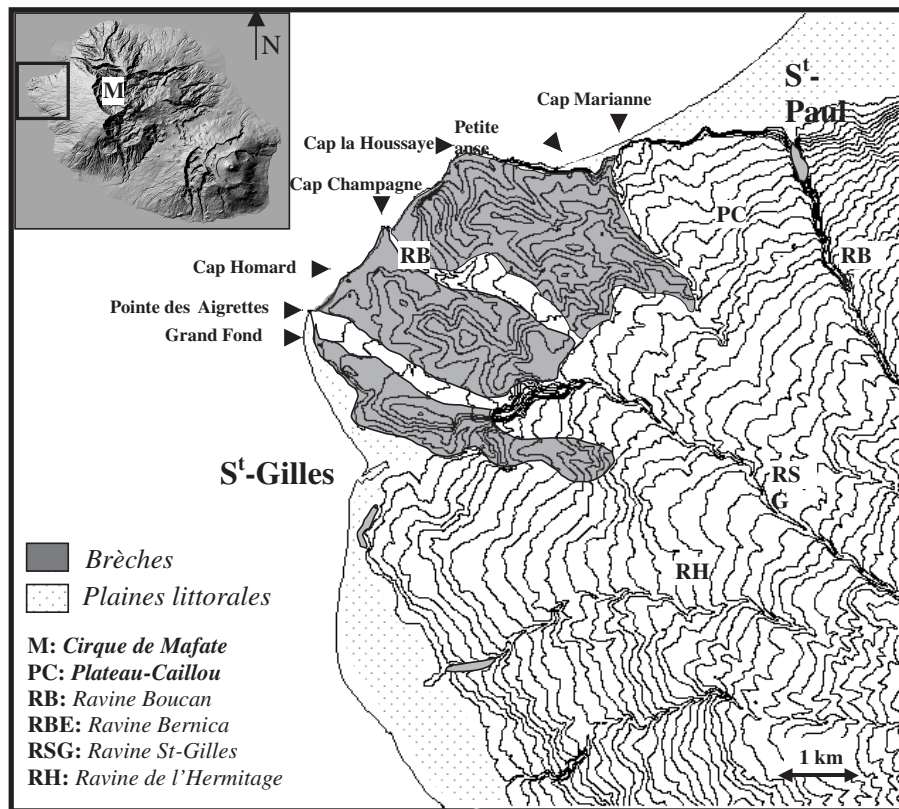 N
M
Sᵗ-
Paul
Cap Marianne
Petite
anse
Cap la Houssaye
Cap Champagne
PC
RB
RB
Cap Homard
Pointe des Aigrettes
Grand Fond
Sᵗ-Gilles
RS
G
RH
Brèches
Plaines littorales
M: Cirque de Mafate
PC: Plateau-Caillou
RB: Ravine Boucan
RBE: Ravine Bernica
RSG: Ravine St-Gilles
RH: Ravine de l'Hermitage
1 km